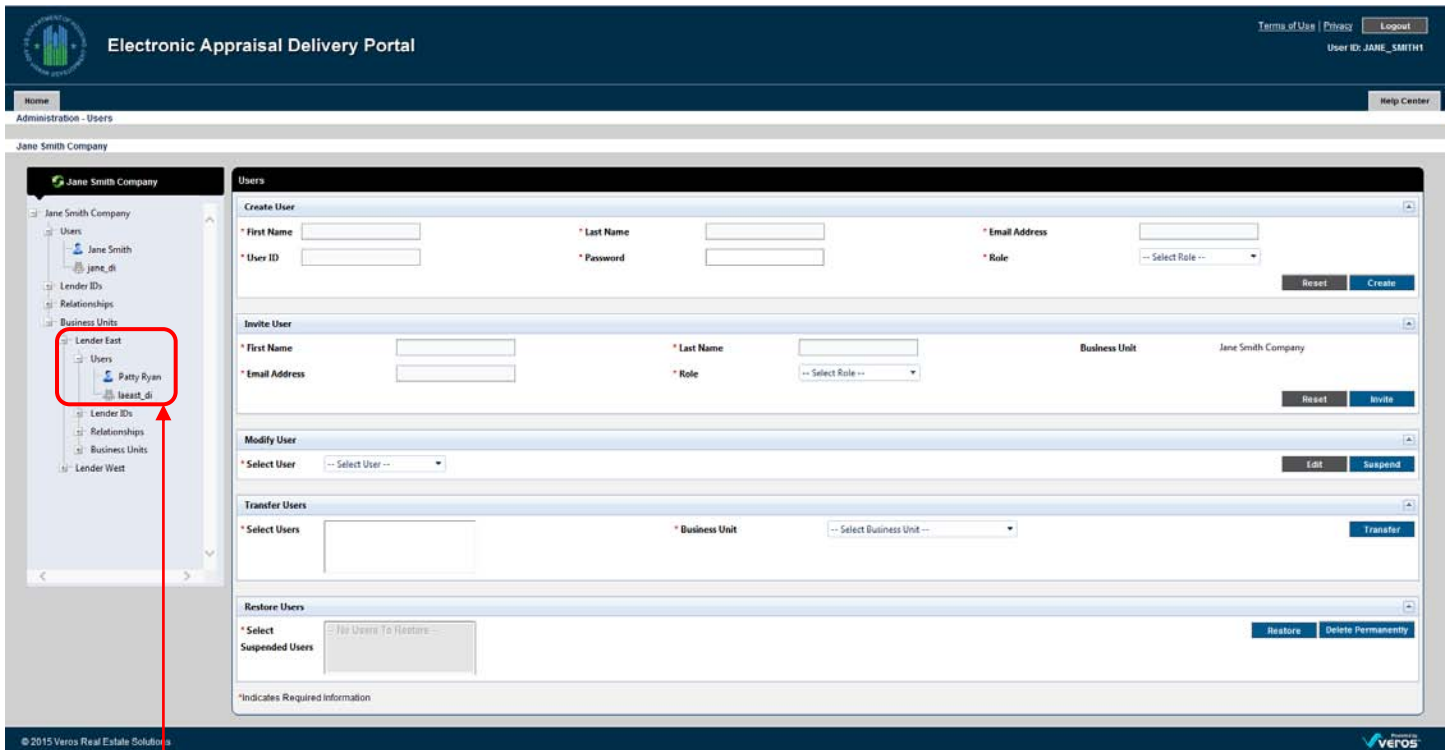 Electronic Appraisal Delivery Portal
Terms of Use | Privacy Logout
User ID: JANE_SMITH1
Home Help Center
Administration - Users
Jane Smith Company
Jane Smith Company
Jane Smith Company
Users
Jane Smith
jane_di
Lender IDs
Relationships
Business Units
Lender East
Users
Patty Ryan
laeast_di
Lender IDs
Relationships
Business Units
Lender West
Users
Create User
* First Name * Last Name * Email Address
* User ID * Password * Role -- Select Role --
Reset Create
Invite User
* First Name * Last Name Business Unit Jane Smith Company
* Email Address * Role -- Select Role --
Reset Invite
Modify User
* Select User -- Select User -- Edit Suspend
Transfer Users
* Select Users * Business Unit -- Select Business Unit -- Transfer
Restore Users
* Select Suspended Users -- No Users To Restore -- Restore Delete Permanently
*Indicates Required Information
© 2015 Veros Real Estate Solutions Powered by veros